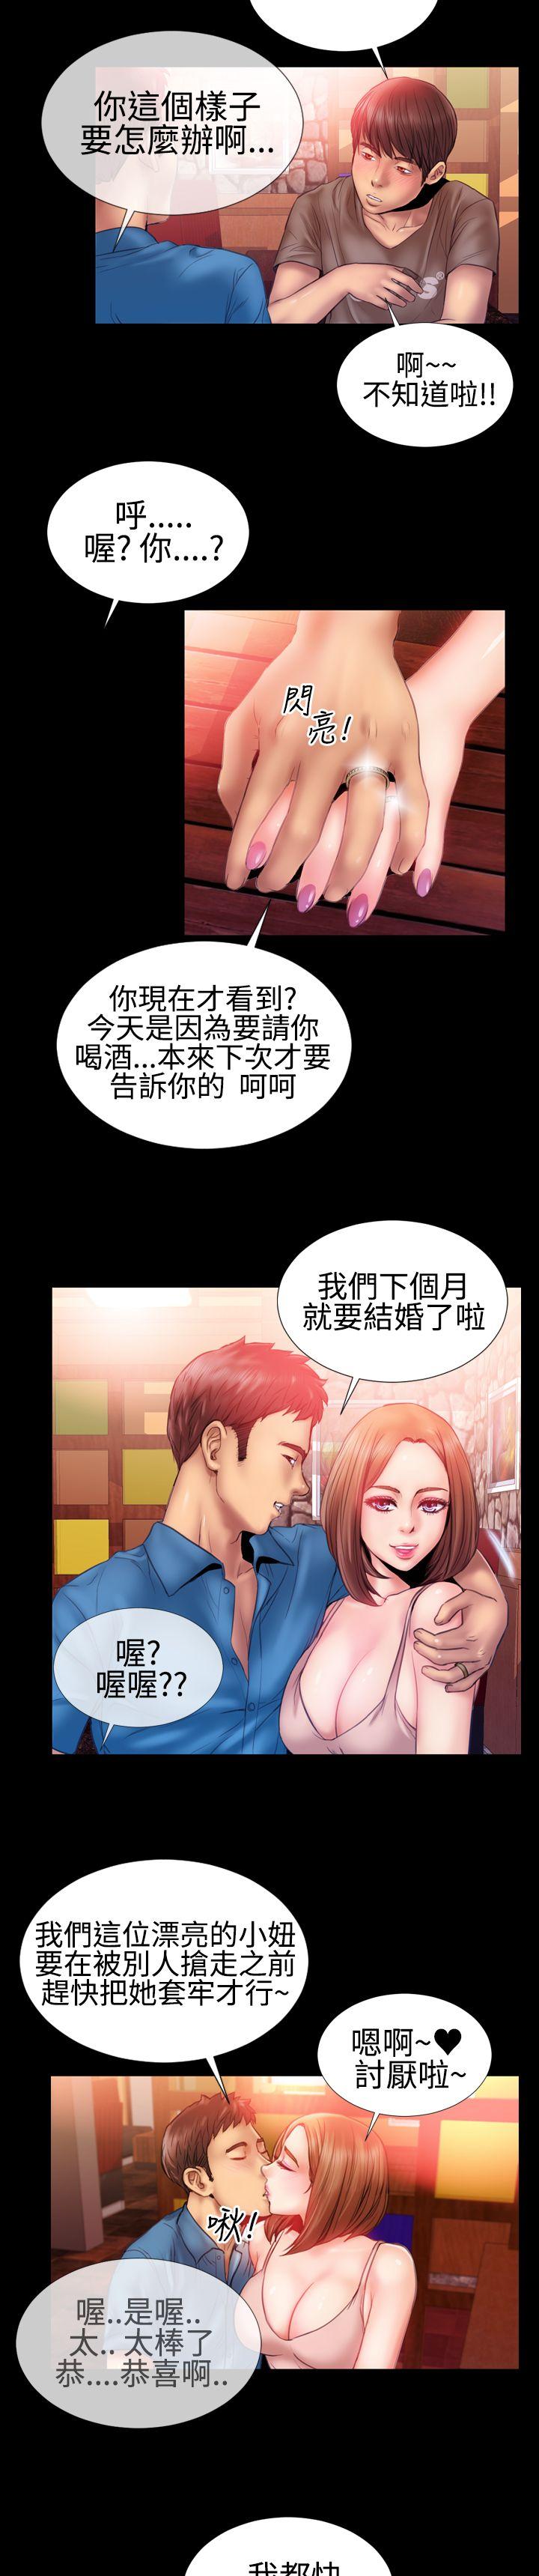 你這個樣子
要怎麼辦啊...
S®
啊~~
不知道啦!!
呼.....
喔? 你....?
閃
亮!
你現在才看到?
今天是因為要請你
喝酒...本來下次才要
告訴你的 呵呵
我們下個月
就要結婚了啦
喔?
喔喔??
我們這位漂亮的小妞
要在被別人搶走之前
趕快把她套牢才行~
嗯啊~♥
討厭啦~
啾!
喔..是喔..
太.. 太棒了
恭....恭喜啊..
我都快